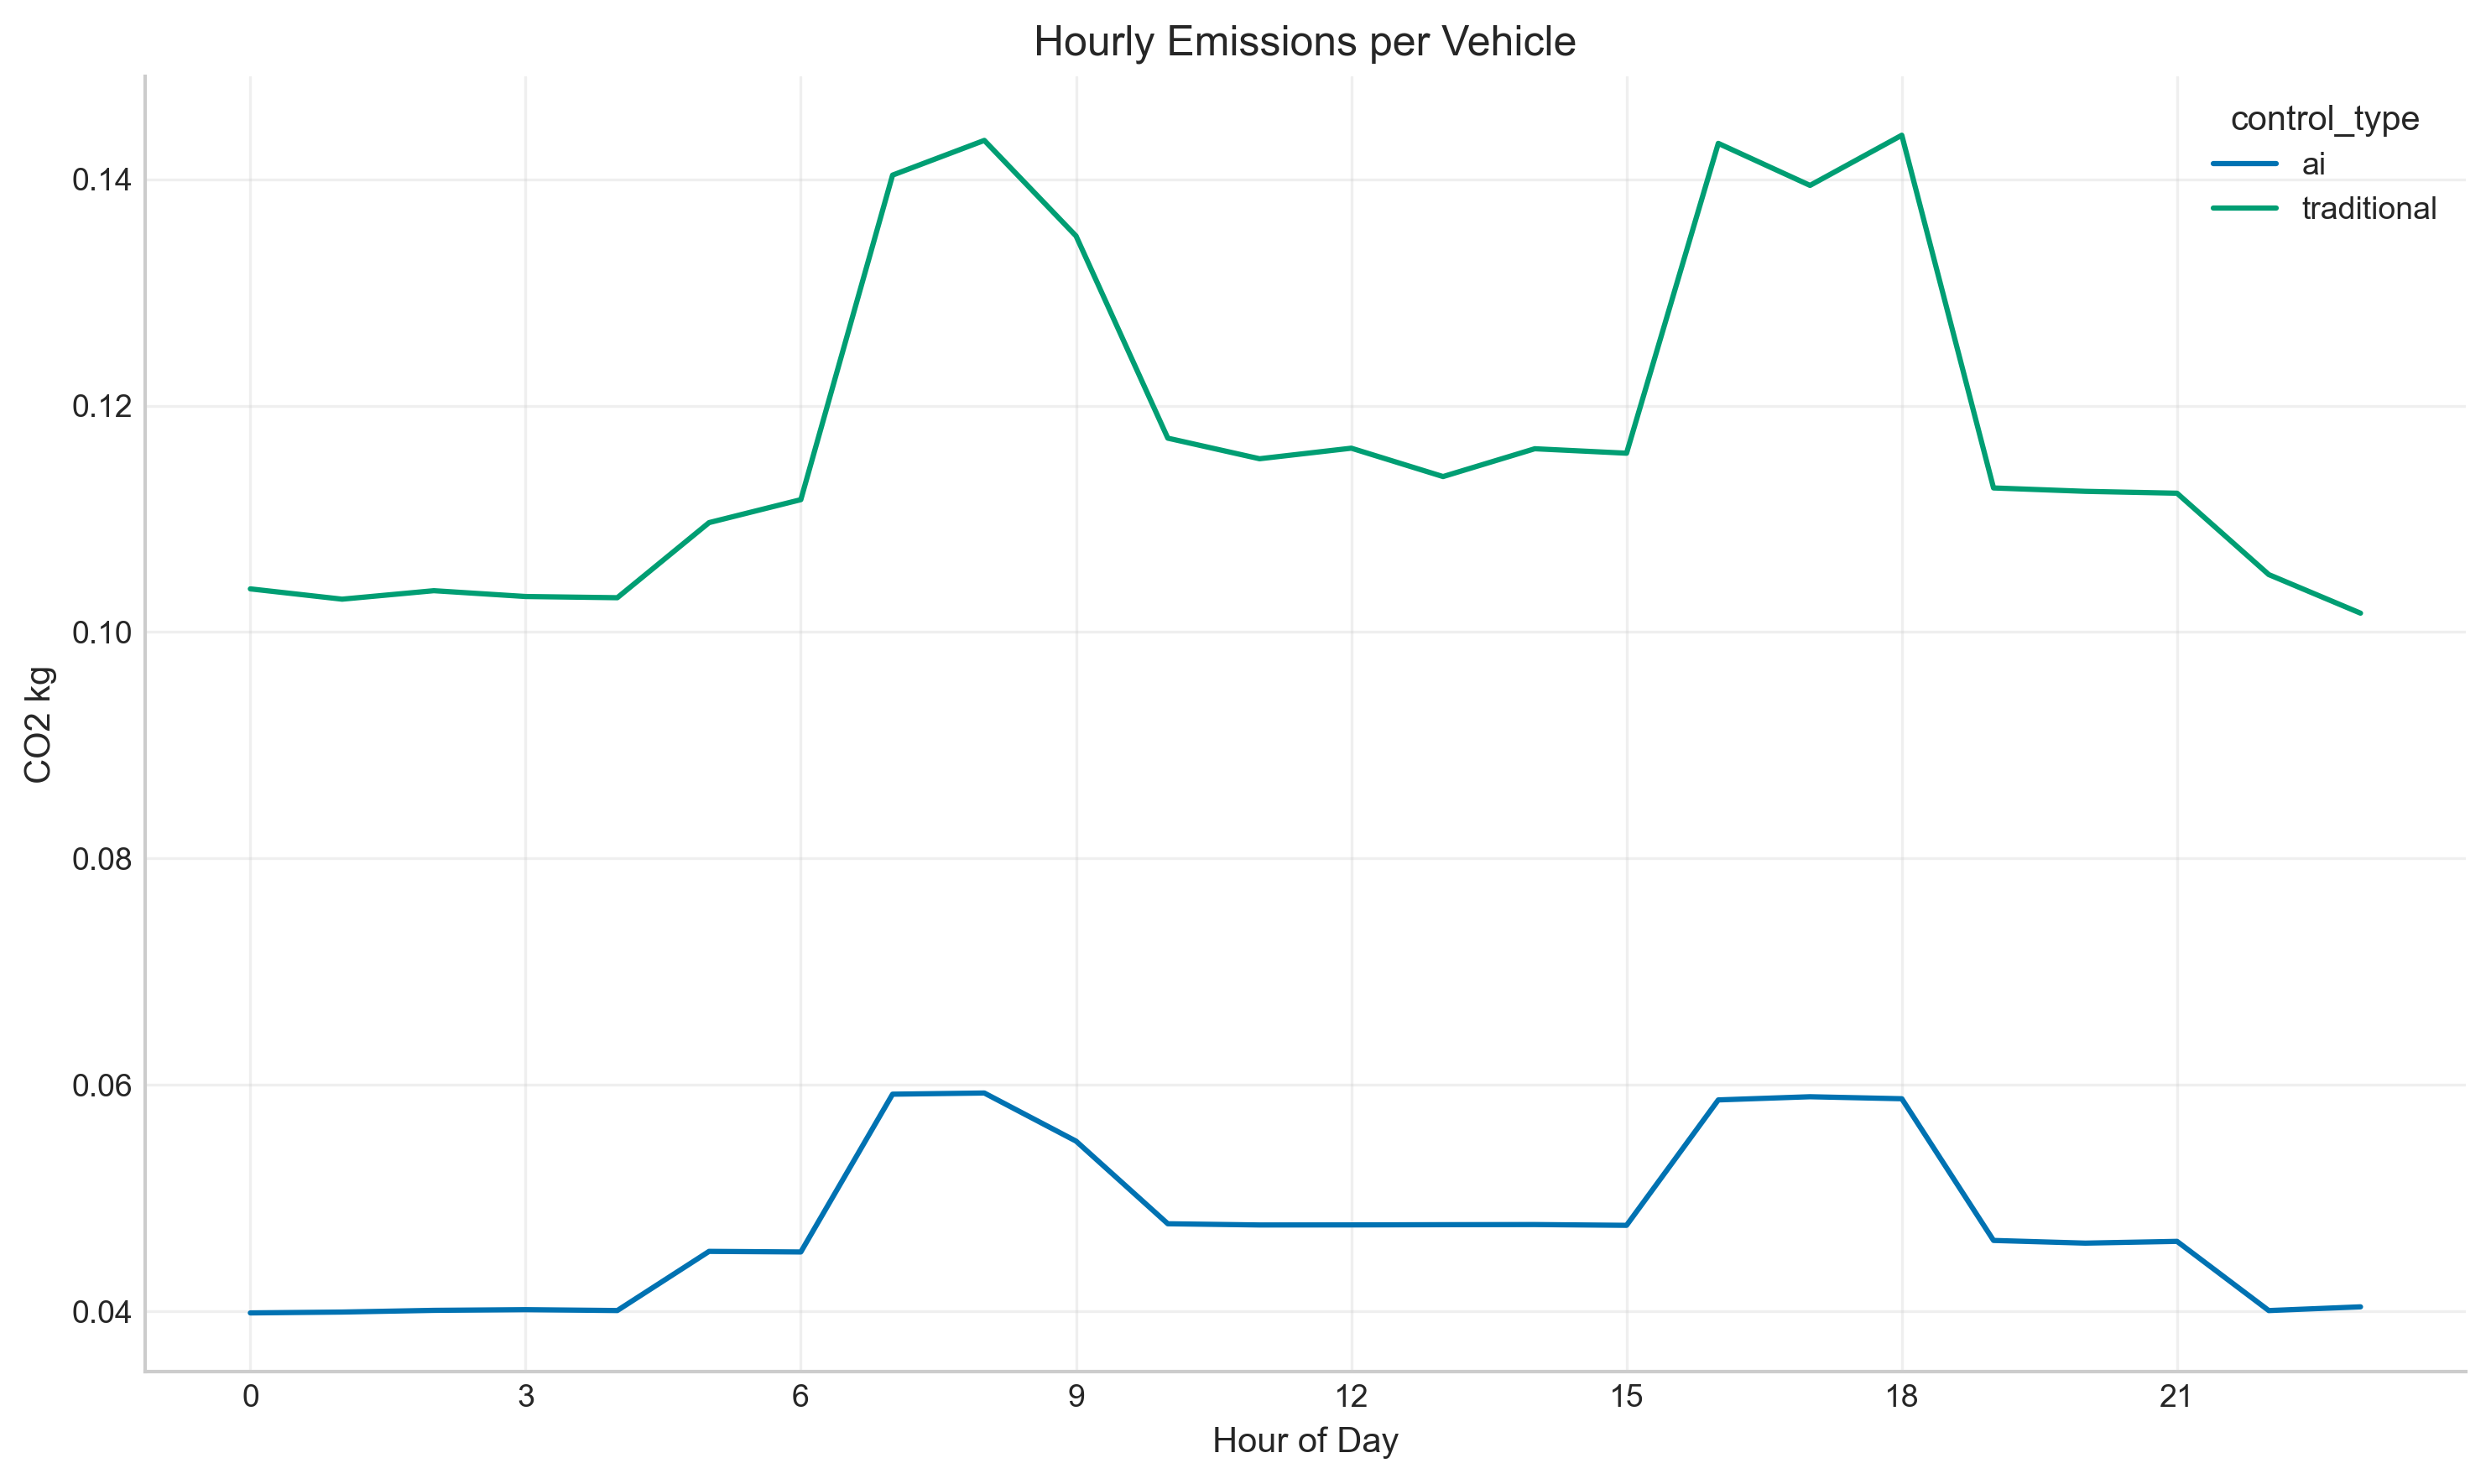 Hourly Emissions per Vehicle
control_type
ai
traditional
0.14
0.12
0.10
0.08
0.06
0.04
CO2 kg
0 3 6 9 12 15 18 21
Hour of Day